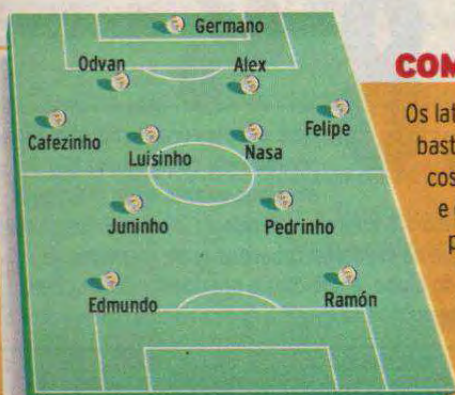 Germano
Odvan Alex
COM
Cafezinho Luisinho Nasa Felipe
Juninho Pedrinho
Edmundo Ramón
Os lat
bast
cos
e
p